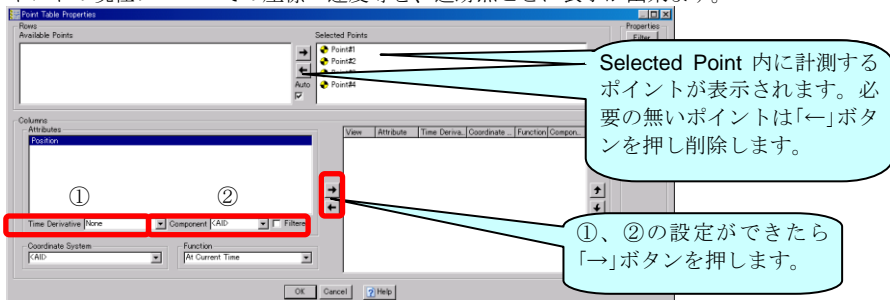 Point Table Properties
Rows
Available Points
Selected Points
Properties
Filter
Point#1
Point#2
Auto
Point#4
Selected Point 内に計測する
ポイントが表示されます。必
要の無いポイントは「←」ボタ
ンを押し削除します。
Columns
Attributes
Position
View Attribute Time Deriva... Coordinate ... Function Compon...
① ②
Time Derivative None Component <All> Filtere
Coordinate System
<All>
Function
At Current Time
①、②の設定ができたら
「→」ボタンを押します。
OK Cancel Help